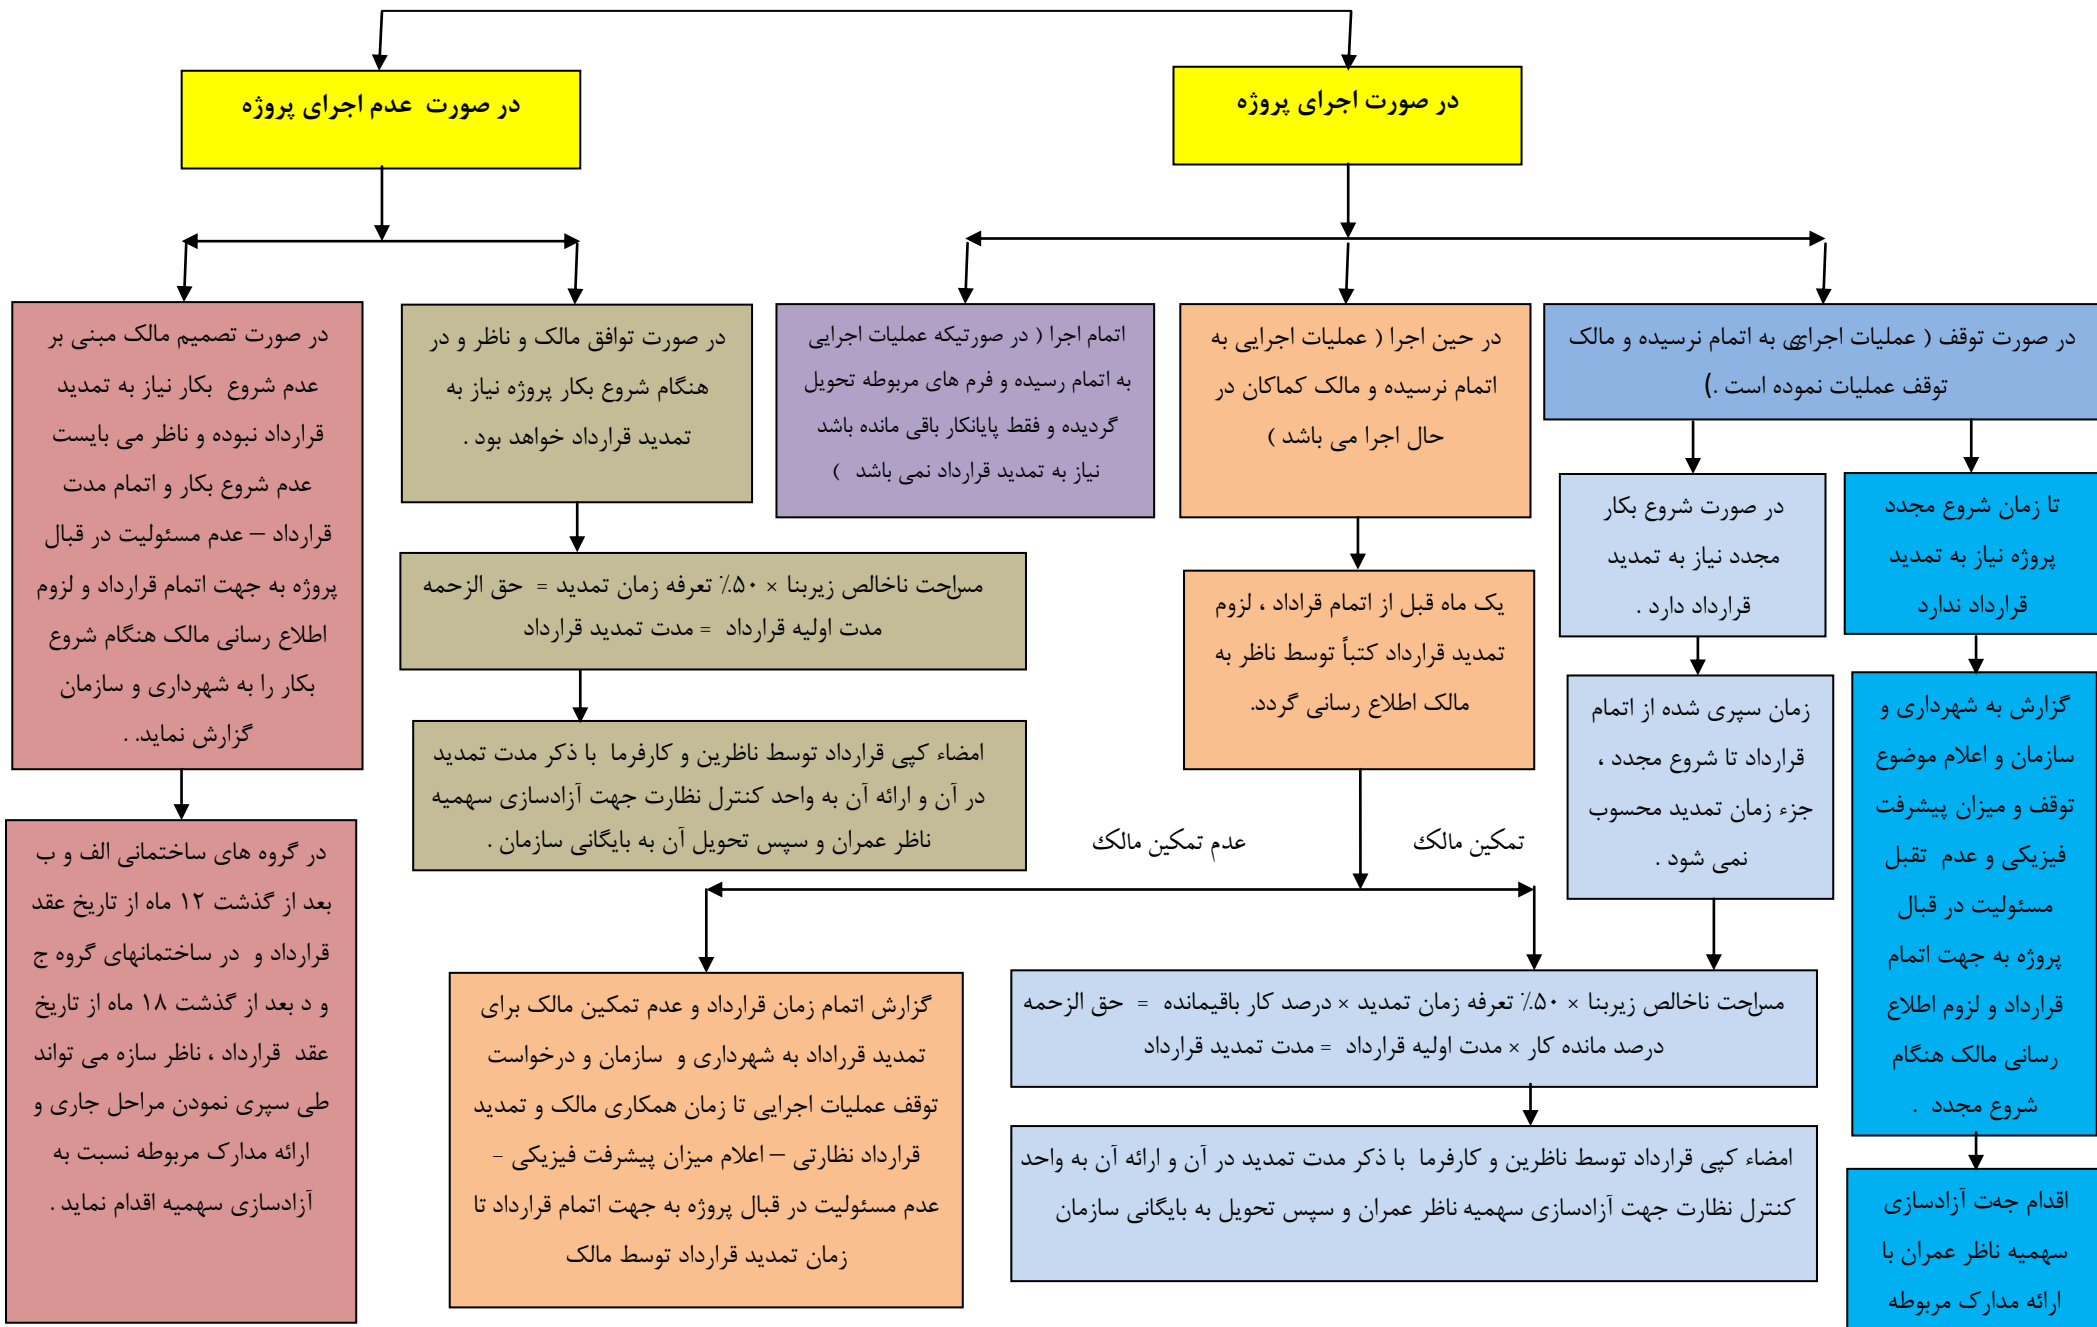 در صورت اجرای پروژه
در صورت عدم اجرای پروژه
در صورت توقف ( عملیات اجرایی به اتمام نرسیده و مالک
توقف عملیات نموده است .)
در حین اجرا ( عملیات اجرایی به
اتمام نرسیده و مالک کماکان در
حال اجرا می باشد )
اتمام اجرا ( در صورتیکه عملیات اجرایی
به اتمام رسیده و فرم های مربوطه تحویل
گردیده و فقط پایانکار باقی مانده باشد
نیاز به تمدید قرارداد نمی باشد )
در صورت توافق مالک و ناظر و در
هنگام شروع بکار پروژه نیاز به
تمدید قرارداد خواهد بود .
در صورت تصمیم مالک مبنی بر
عدم شروع بکار نیاز به تمدید
قرارداد نبوده و ناظر می بایست
عدم شروع بکار و اتمام مدت
قرارداد – عدم مسئولیت در قبال
پروژه به جهت اتمام قرارداد و لزوم
اطلاع رسانی مالک هنگام شروع
بکار را به شهرداری و سازمان
گزارش نماید. .
تا زمان شروع مجدد
پروژه نیاز به تمدید
قرارداد ندارد
در صورت شروع بکار
مجدد نیاز به تمدید
قرارداد دارد .
یک ماه قبل از اتمام قراداد ، لزوم
تمدید قرارداد کتباً توسط ناظر به
مالک اطلاع رسانی گردد.
مساحت ناخالص زیربنا × ۵۰٪ تعرفه زمان تمدید = حق الزحمه
مدت اولیه قرارداد = مدت تمدید قرارداد
گزارش به شهرداری و
سازمان و اعلام موضوع
توقف و میزان پیشرفت
فیزیکی و عدم تقبل
مسئولیت در قبال
پروژه به جهت اتمام
قرارداد و لزوم اطلاع
رسانی مالک هنگام
شروع مجدد .
زمان سپری شده از اتمام
قرارداد تا شروع مجدد ،
جزء زمان تمدید محسوب
نمی شود .
امضاء کپی قرارداد توسط ناظرین و کارفرما با ذکر مدت تمدید
در آن و ارائه آن به واحد کنترل نظارت جهت آزادسازی سهمیه
ناظر عمران و سپس تحویل آن به بایگانی سازمان .
تمکین مالک
عدم تمکین مالک
در گروه های ساختمانی الف و ب
بعد از گذشت ۱۲ ماه از تاریخ عقد
قرارداد و در ساختمانهای گروه ج
و د بعد از گذشت ۱۸ ماه از تاریخ
عقد قرارداد ، ناظر سازه می تواند
طی سپری نمودن مراحل جاری و
ارائه مدارک مربوطه نسبت به
آزادسازی سهمیه اقدام نماید .
مساحت ناخالص زیربنا × ۵۰٪ تعرفه زمان تمدید × درصد کار باقیمانده = حق الزحمه
درصد مانده کار × مدت اولیه قرارداد = مدت تمدید قرارداد
گزارش اتمام زمان قرارداد و عدم تمکین مالک برای
تمدید قرراداد به شهرداری و سازمان و درخواست
توقف عملیات اجرایی تا زمان همکاری مالک و تمدید
قرارداد نظارتی – اعلام میزان پیشرفت فیزیکی -
عدم مسئولیت در قبال پروژه به جهت اتمام قرارداد تا
زمان تمدید قرارداد توسط مالک
امضاء کپی قرارداد توسط ناظرین و کارفرما با ذکر مدت تمدید در آن و ارائه آن به واحد
کنترل نظارت جهت آزادسازی سهمیه ناظر عمران و سپس تحویل به بایگانی سازمان
اقدام جهت آزادسازی
سهمیه ناظر عمران با
ارائه مدارک مربوطه